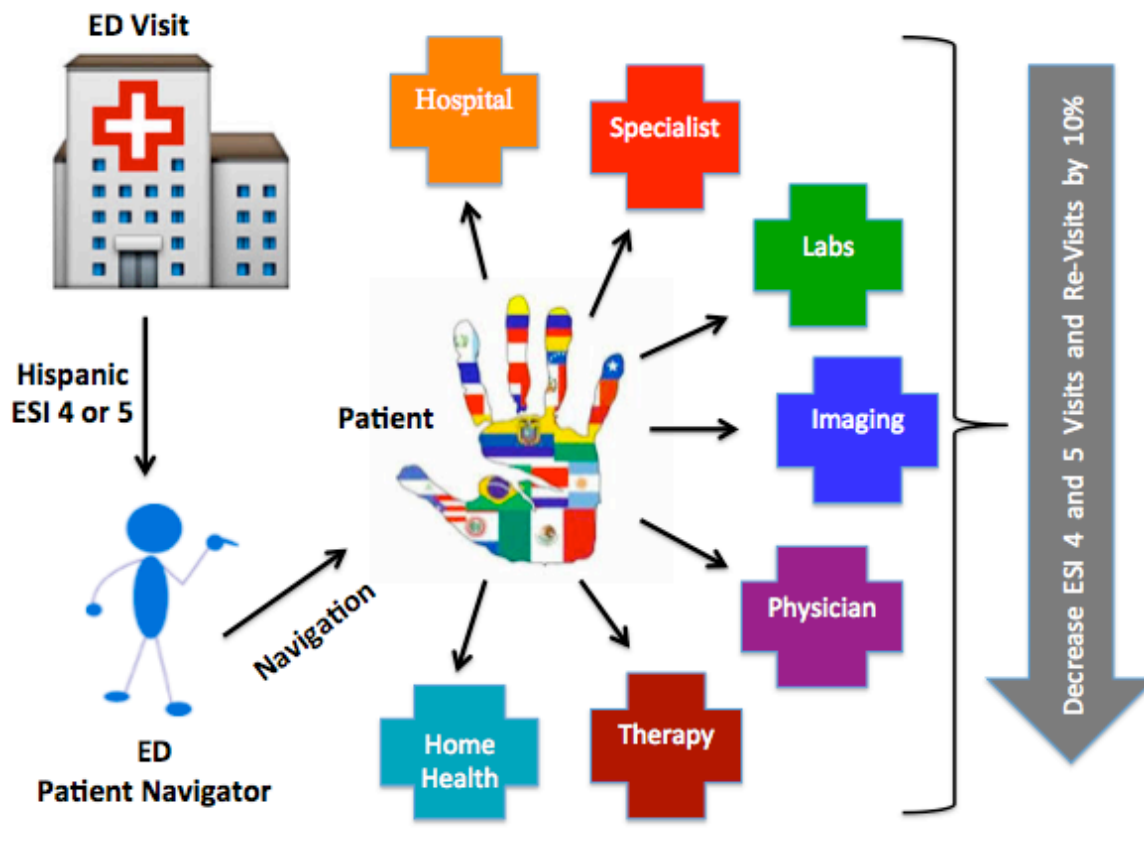 ED Visit
Hispanic
ESI 4 or 5
ED
Patient Navigator
Navigation
Patient
Hospital
Specialist
Labs
Imaging
Physician
Therapy
Home
Health
Decrease ESI 4 and 5 Visits and Re-Visits by 10%